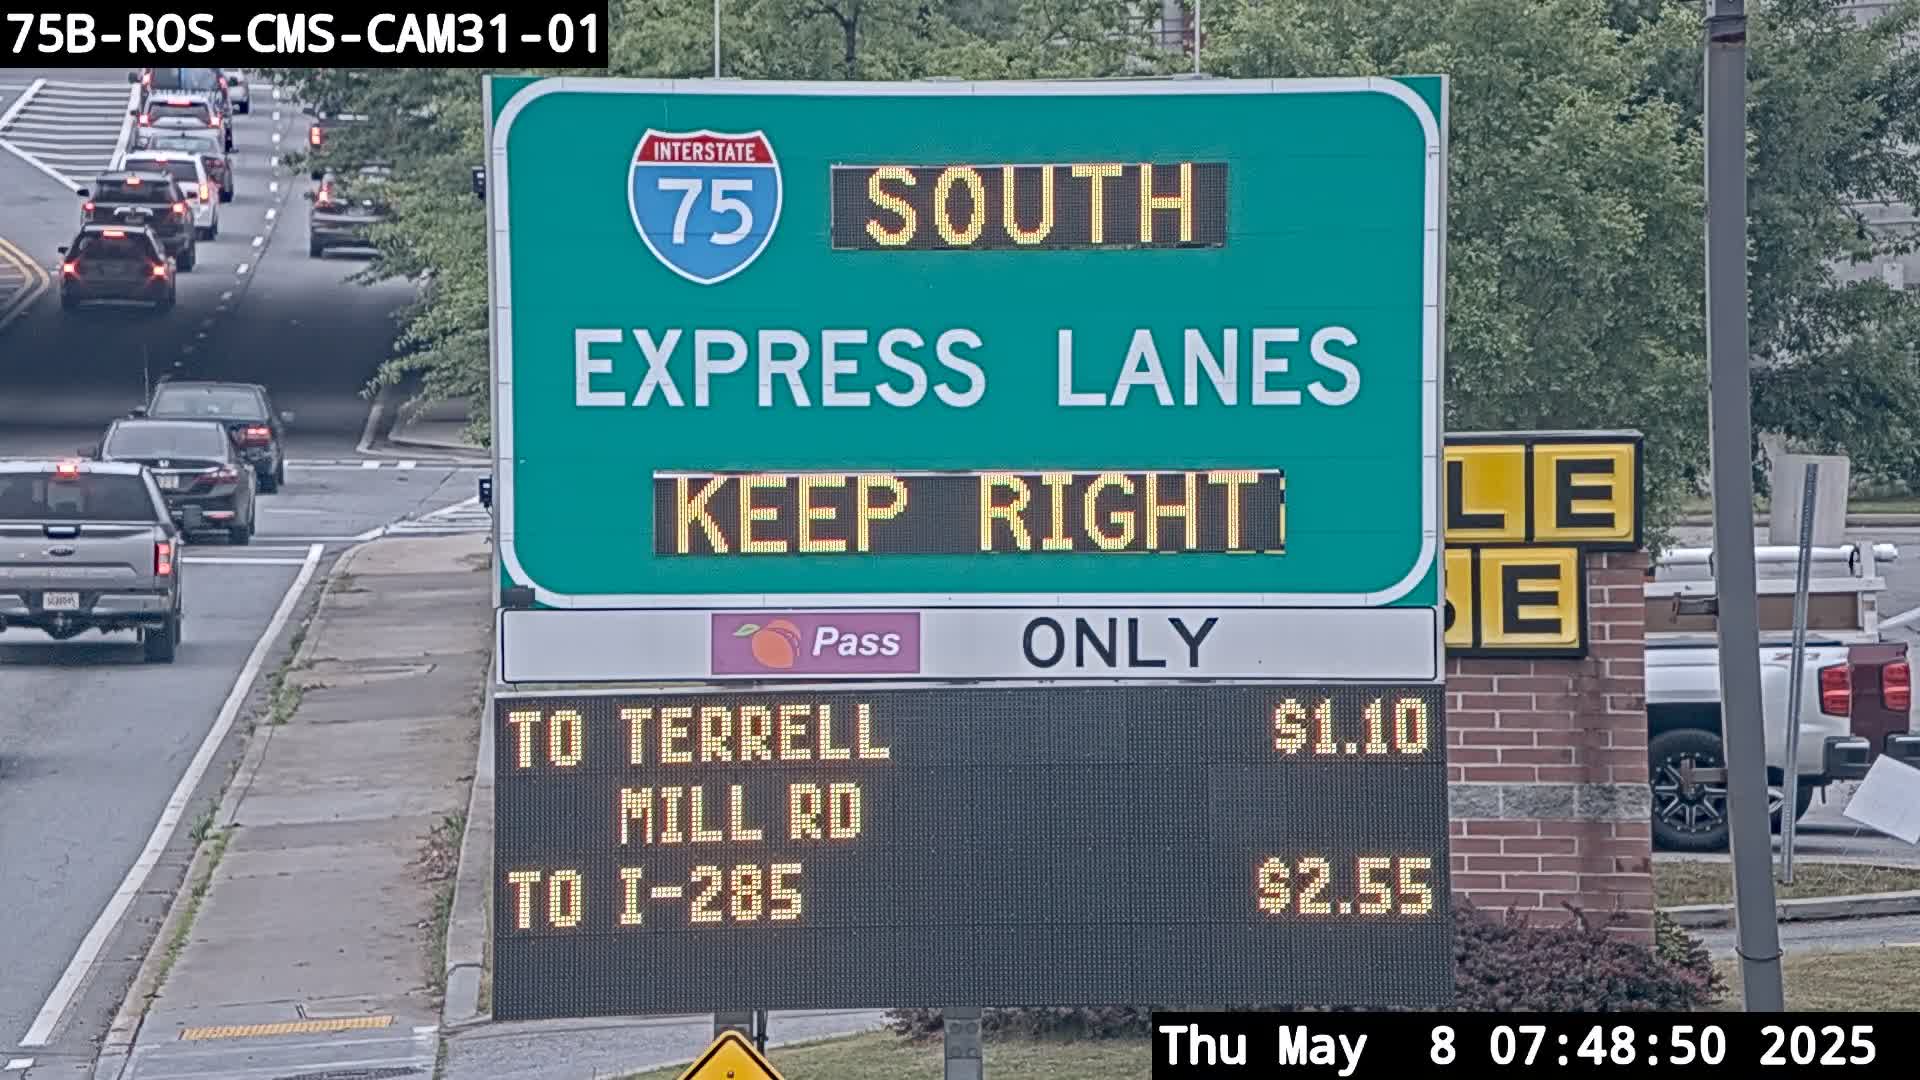 75B-ROS-CMS-CAM31-01
INTERSTATE
75
SOUTH
EXPRESS LANES
KEEP RIGHT
Pass ONLY
TO TERRELL $1.10
MILL RD
TO I-285 $2.55
LE
E
Thu May 8 07:48:50 2025